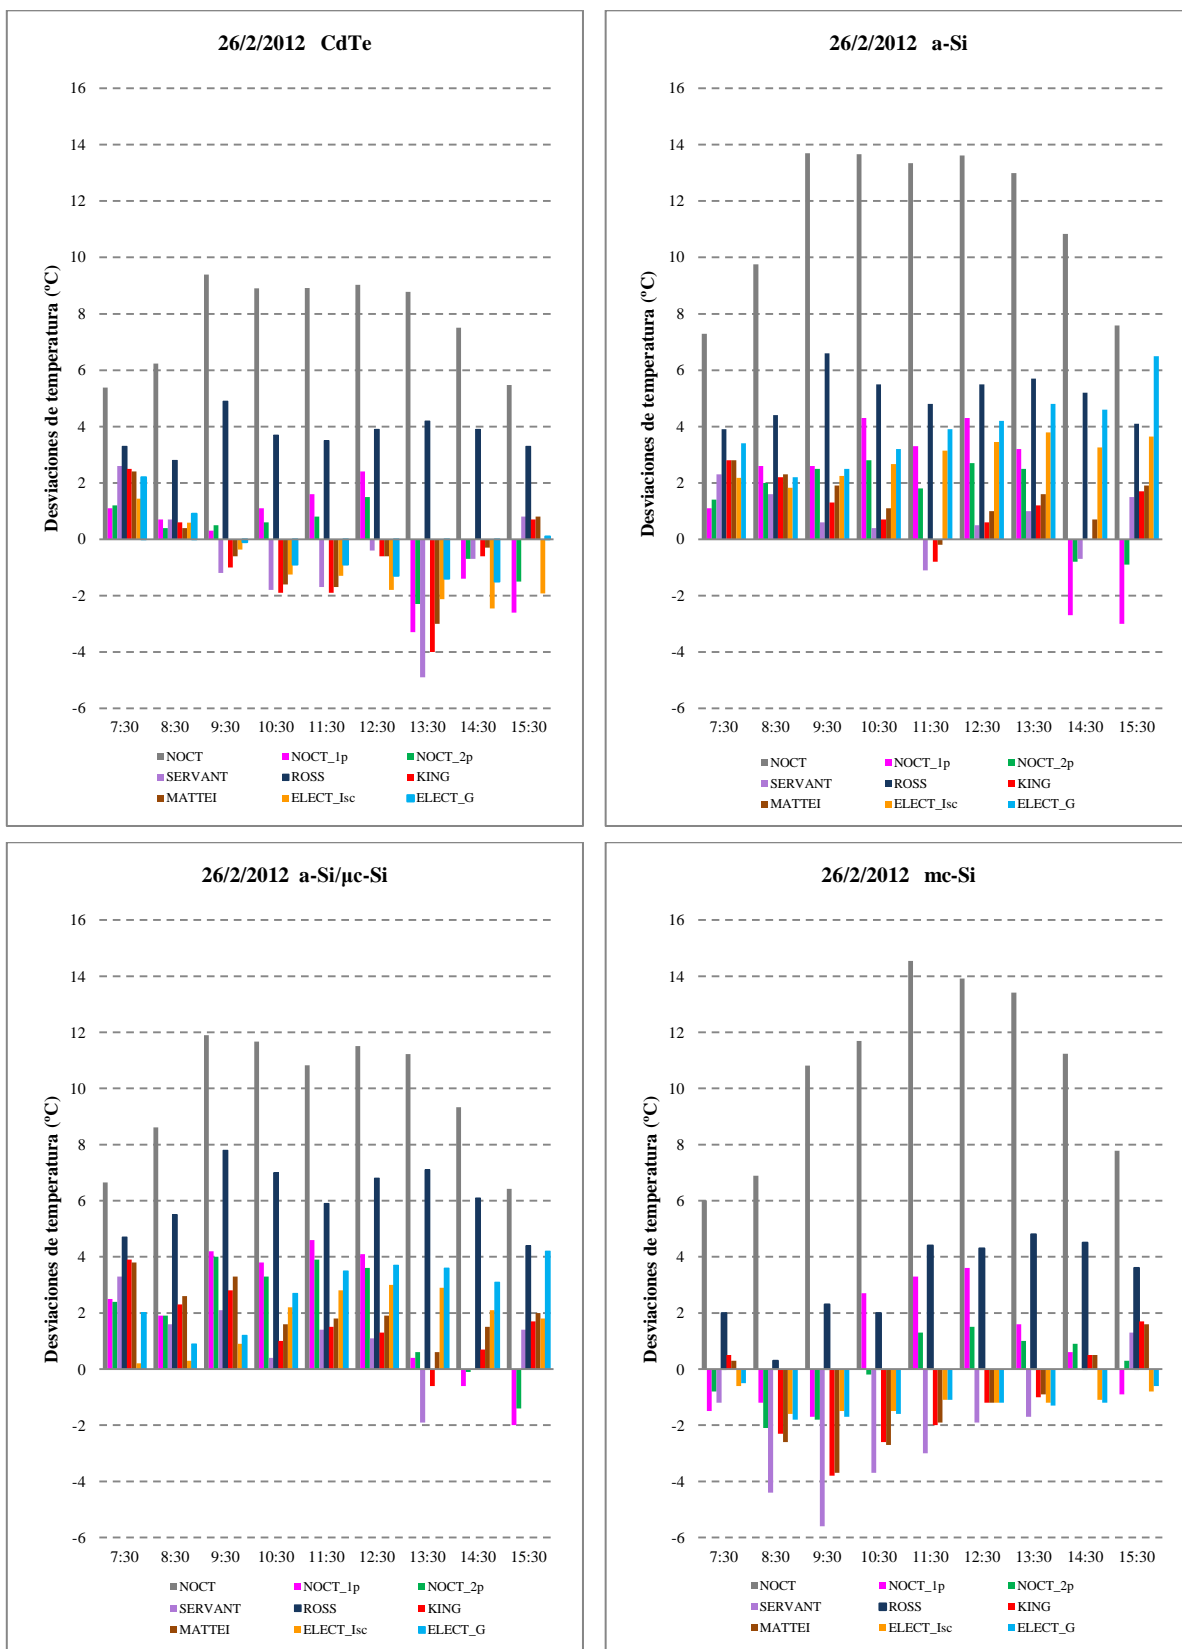 26/2/2012 CdTe
Desviaciones de temperatura (ºC)
16
14
12
10
8
6
4
2
0
-2
-4
-6
7:30 8:30 9:30 10:30 11:30 12:30 13:30 14:30 15:30
NOCT NOCT_1p NOCT_2p
SERVANT ROSS KING
MATTEI ELECT_Isc ELECT_G
26/2/2012 a-Si
Desviaciones de temperatura (ºC)
16
14
12
10
8
6
4
2
0
-2
-4
-6
7:30 8:30 9:30 10:30 11:30 12:30 13:30 14:30 15:30
NOCT NOCT_1p NOCT_2p
SERVANT ROSS KING
MATTEI ELECT_Isc ELECT_G
26/2/2012 a-Si/µc-Si
Desviaciones de temperatura (ºC)
16
14
12
10
8
6
4
2
0
-2
-4
-6
7:30 8:30 9:30 10:30 11:30 12:30 13:30 14:30 15:30
NOCT NOCT_1p NOCT_2p
SERVANT ROSS KING
MATTEI ELECT_Isc ELECT_G
26/2/2012 mc-Si
Desviaciones de temperatura (ºC)
16
14
12
10
8
6
4
2
0
-2
-4
-6
7:30 8:30 9:30 10:30 11:30 12:30 13:30 14:30 15:30
NOCT NOCT_1p NOCT_2p
SERVANT ROSS KING
MATTEI ELECT_Isc ELECT_G